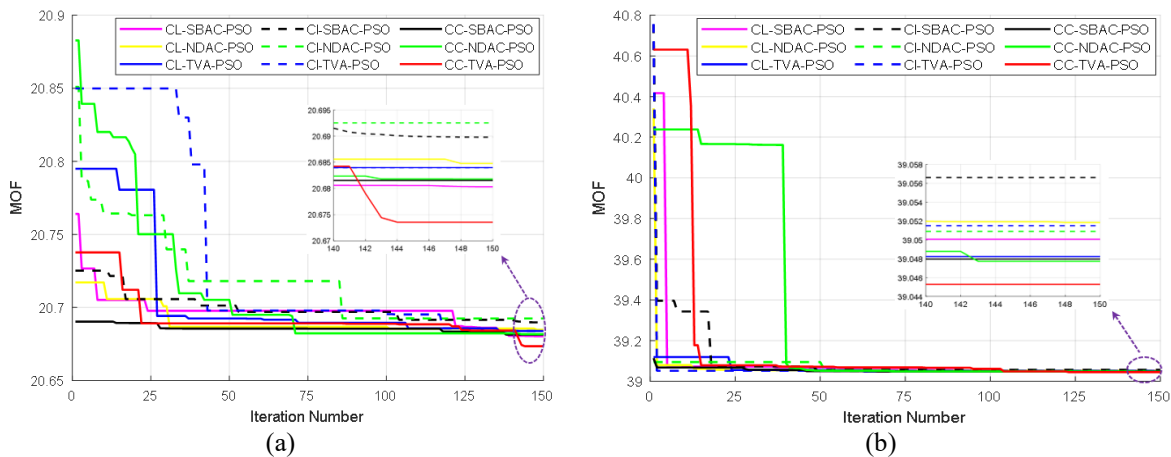 20.9
20.85
20.8
20.75
20.7
20.65
MOF
CL-SBAC-PSO CI-SBAC-PSO CC-SBAC-PSO
CL-NDAC-PSO CI-NDAC-PSO CC-NDAC-PSO
CL-TVA-PSO CI-TVA-PSO CC-TVA-PSO
20.695
20.69
20.685
20.68
20.675
20.67
140 142 144 146 148 150
0 25 50 75 100 125 150
Iteration Number
(a)
40.8
40.6
40.4
40.2
40
39.8
39.6
39.4
39.2
39
MOF
CL-SBAC-PSO CI-SBAC-PSO CC-SBAC-PSO
CL-NDAC-PSO CI-NDAC-PSO CC-NDAC-PSO
CL-TVA-PSO CI-TVA-PSO CC-TVA-PSO
39.058
39.056
39.054
39.052
39.05
39.048
39.046
39.044
140 142 144 146 148 150
0 25 50 75 100 125 150
Iteration Number
(b)